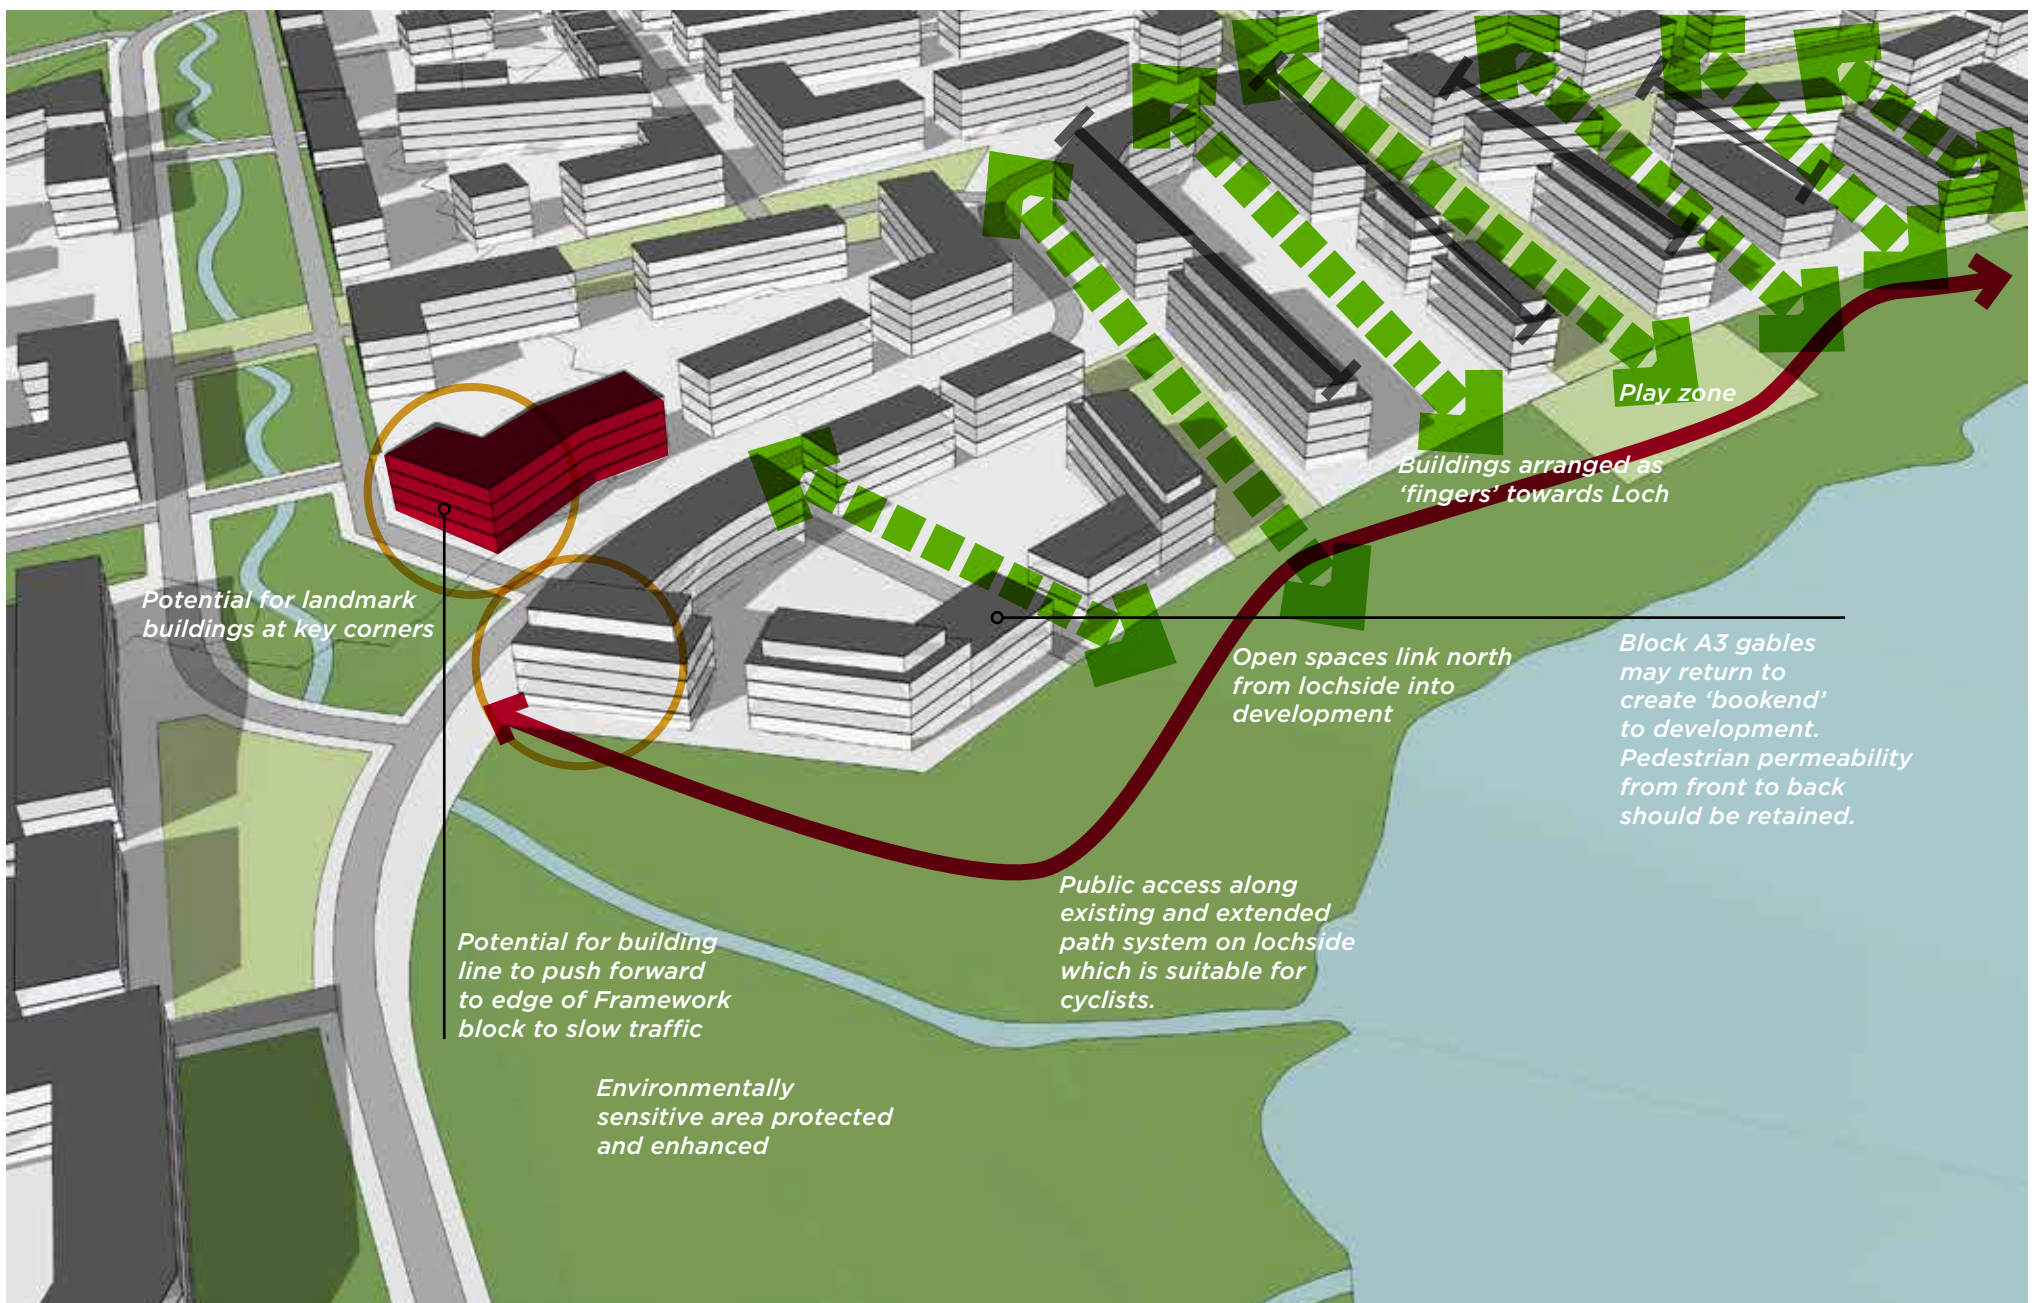 Play zone
Buildings arranged as
‘fingers’ towards Loch
Potential for landmark
buildings at key corners
Open spaces link north
from lochside into
development
Block A3 gables
may return to
create ‘bookend’
to development.
Pedestrian permeability
from front to back
should be retained.
Public access along
existing and extended
path system on lochside
which is suitable for
cyclists.
Potential for building
line to push forward
to edge of Framework
block to slow traffic
Environmentally
sensitive area protected
and enhanced